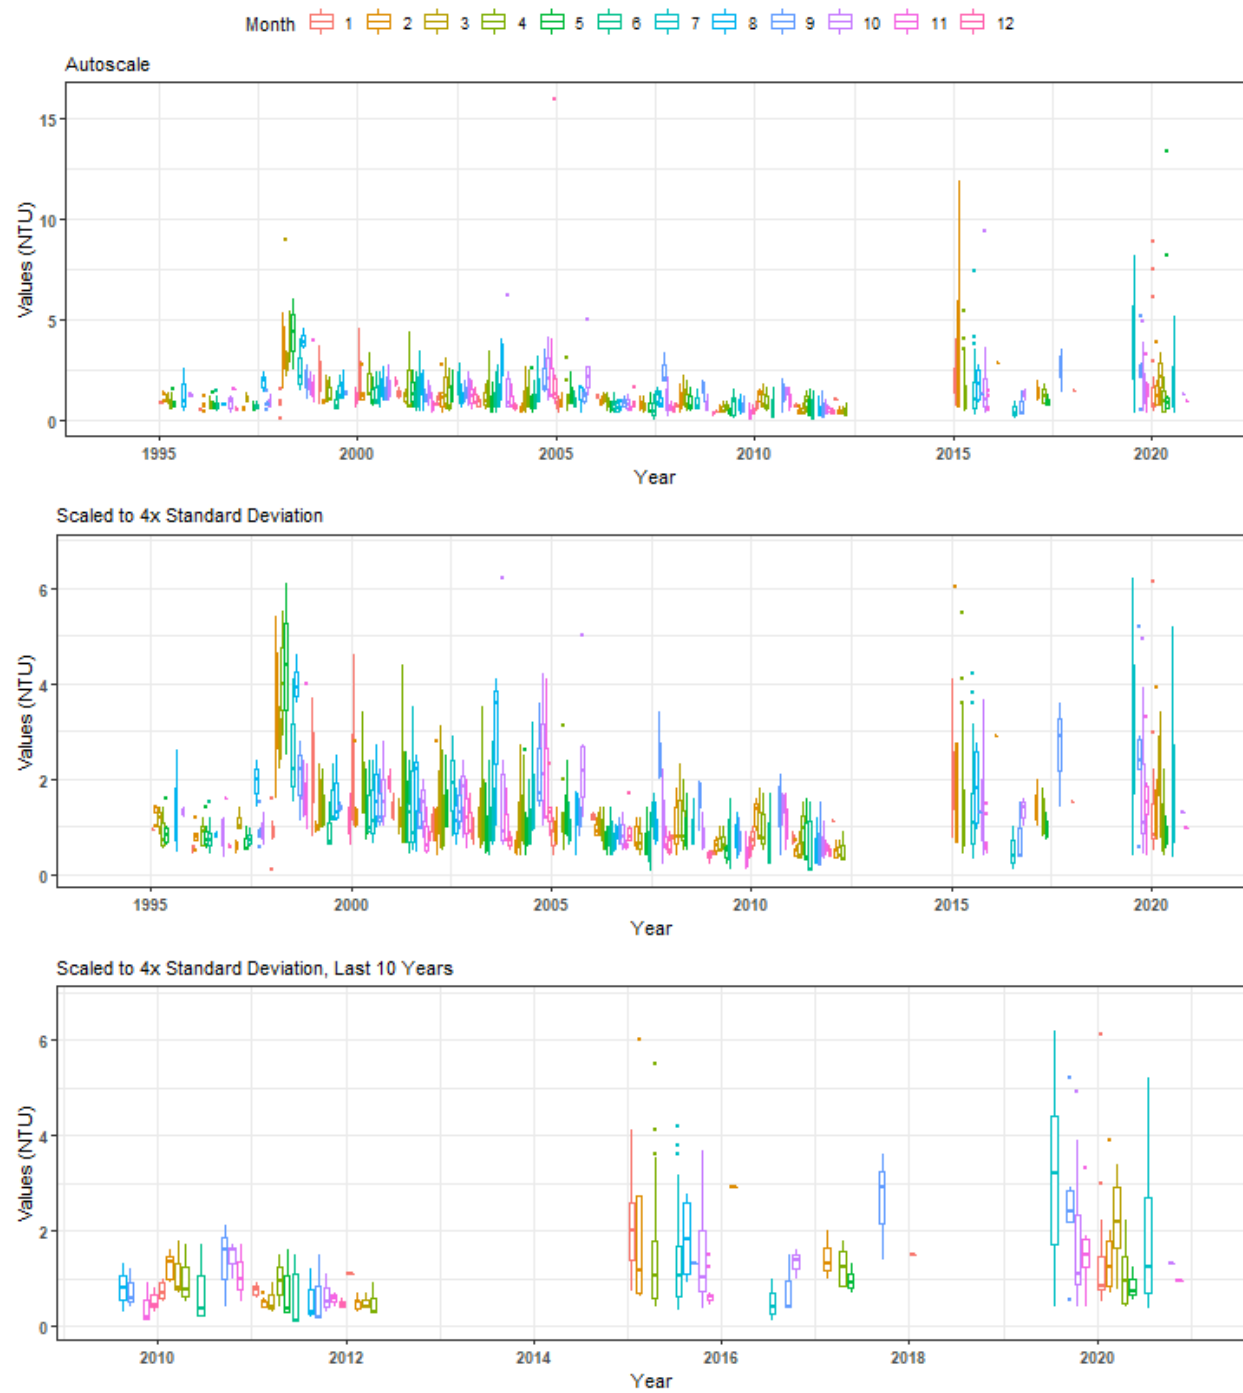 Month 1 2 3 4 5 6 7 8 9 10 11 12
Autoscale
15
10
5
0
Values (NTU)
1995 2000 2005 2010 2015 2020
Year
Scaled to 4x Standard Deviation
6
4
2
0
Values (NTU)
1995 2000 2005 2010 2015 2020
Year
Scaled to 4x Standard Deviation, Last 10 Years
6
4
2
0
Values (NTU)
2010 2012 2014 2016 2018 2020
Year